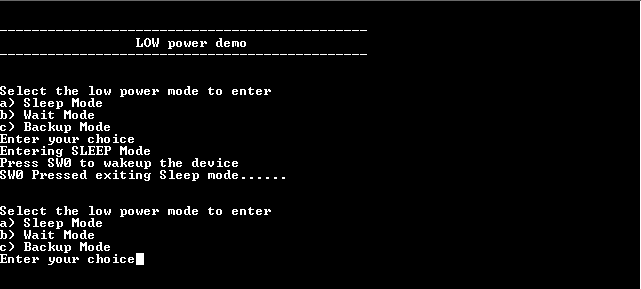 LOW power demo
Select the low power mode to enter
a) Sleep Mode
b) Wait Mode
c) Backup Mode
Enter your choice
Entering SLEEP Mode
Press SW0 to wakeup the device
SW0 Pressed exiting Sleep mode......
Select the low power mode to enter
a) Sleep Mode
b) Wait Mode
c) Backup Mode
Enter your choice